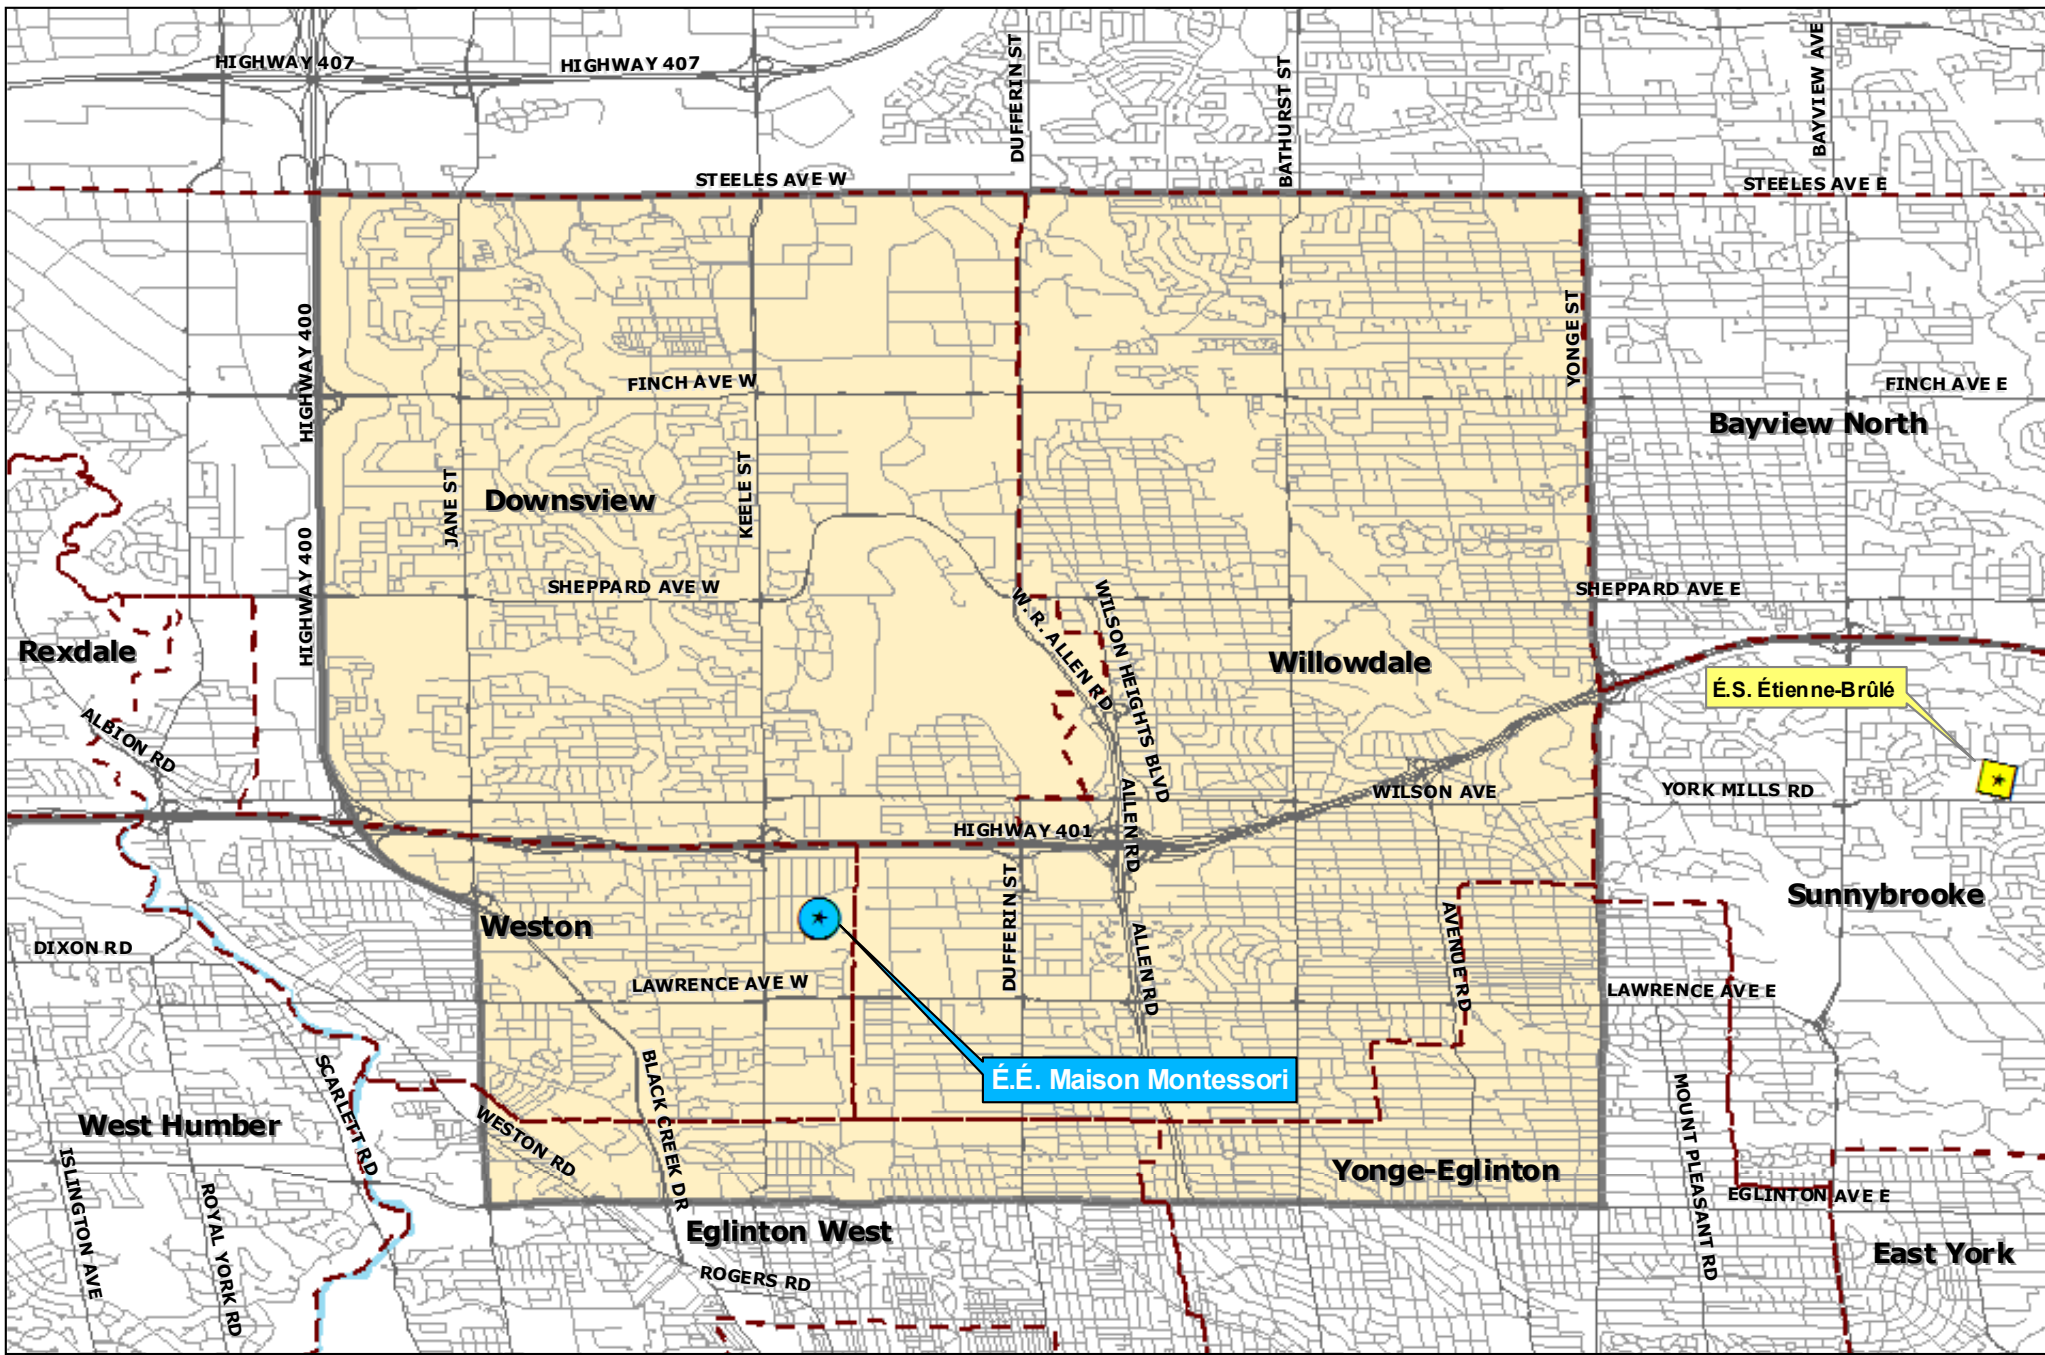 HIGHWAY 407
HIGHWAY 407
DUFFERIN ST
BATHURST ST
BAYVIEW AVE
STEELES AVE W
STEELES AVE E
HIGHWAY 400
YONGE ST
FINCH AVE W
FINCH AVE E
Bayview North
JANE ST
KEELE ST
Downsview
HIGHWAY 400
SHEPPARD AVE W
SHEPPARD AVE E
W. R. ALLEN RD
WILSON HEIGHTS BLVD
Rexdale
Willowdale
É.S. Étienne-Brûlé
ALBION RD
ALLEN RD
WILSON AVE
YORK MILLS RD
HIGHWAY 401
DUFFERIN ST
Sunnybrooke
Weston
AVENUE RD
DIXON RD
ALLEN RD
LAWRENCE AVE W
LAWRENCE AVE E
É.É. Maison Montessori
SCARLETT RD
BLACK CREEK DR
MOUNT PLEASANT RD
West Humber
WESTON RD
ISLINGTON AVE
ROYAL YORK RD
Yonge-Eglinton
EGLINTON AVE E
Eglinton West
East York
ROGERS RD